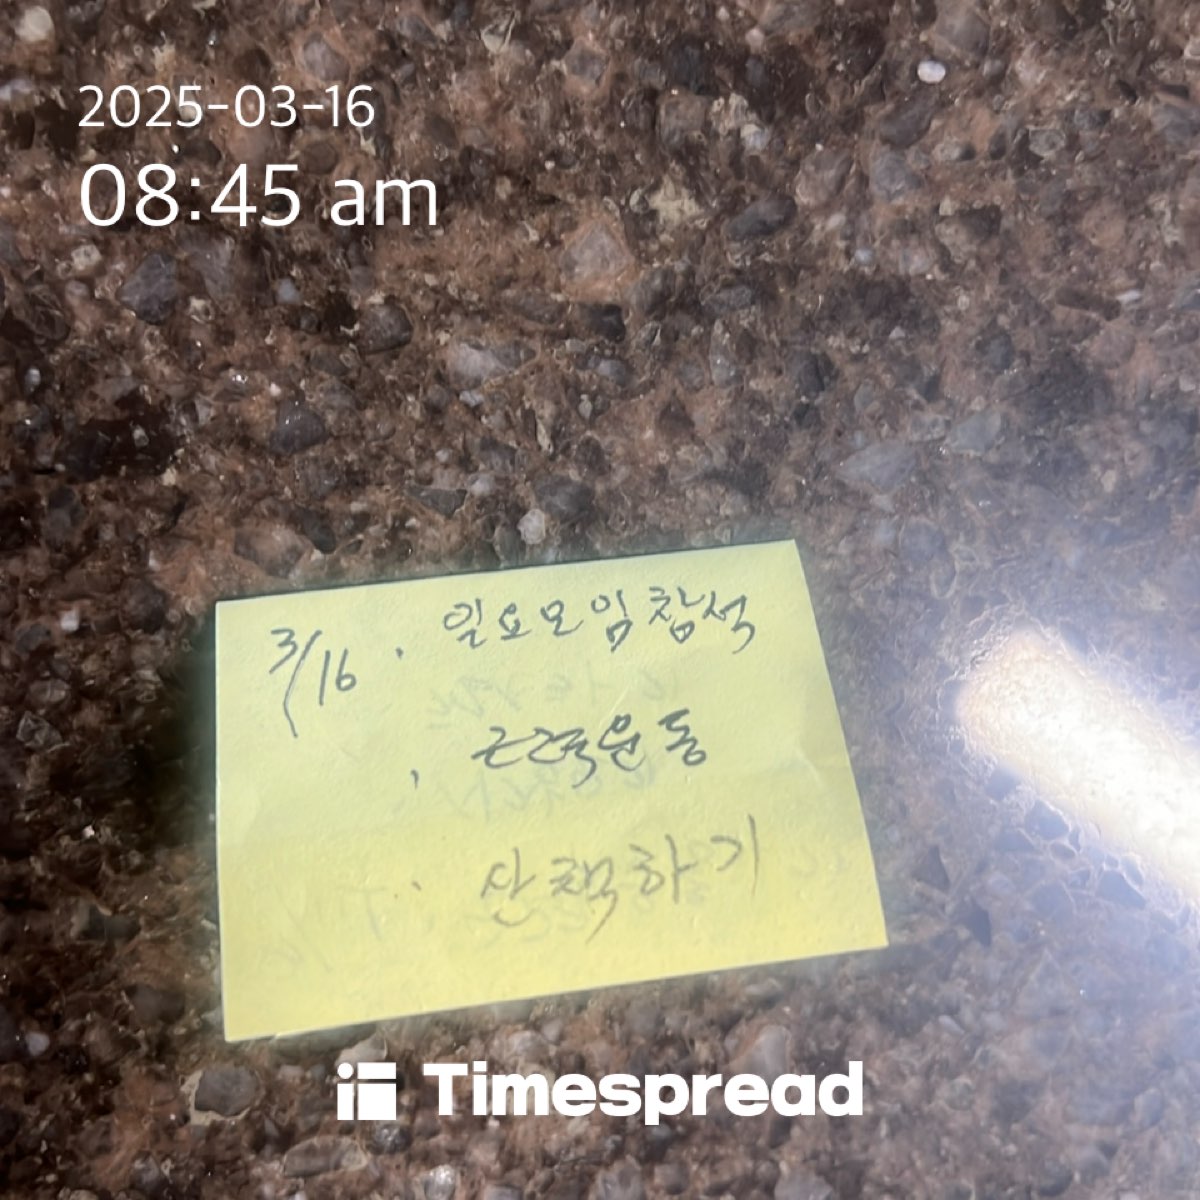 2025-03-16
08:45 am
3/16 . 일요모임참석
. 근력운동
. 산책하기
Timespread